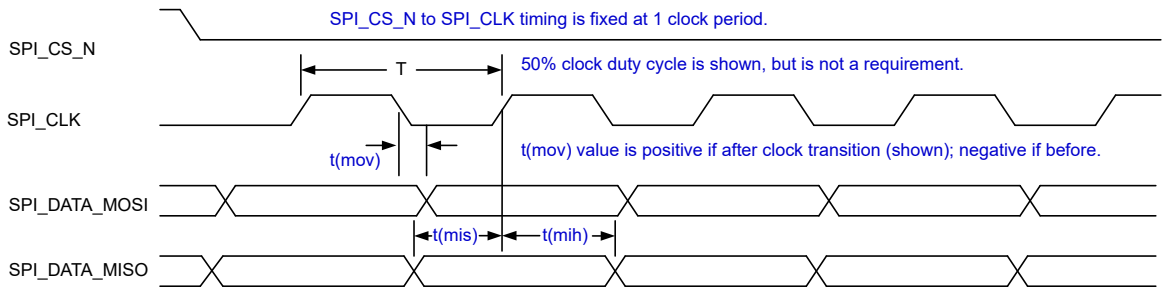 SPI_CS_N to SPI_CLK timing is fixed at 1 clock period.
SPI_CS_N
T
50% clock duty cycle is shown, but is not a requirement.
SPI_CLK
t(mov)
t(mov) value is positive if after clock transition (shown); negative if before.
SPI_DATA_MOSI
t(mis)
t(mih)
SPI_DATA_MISO